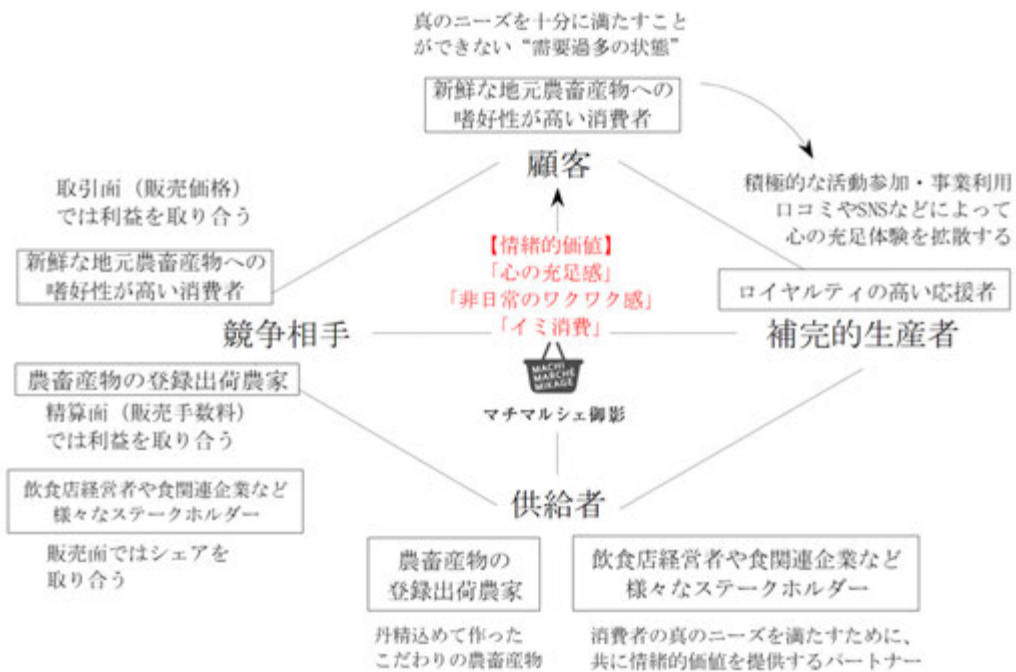 真のニーズを十分に満たすこと
ができない“需要過多の状態”
新鮮な地元農畜産物への
嗜好性が高い消費者
顧客
積極的な活動参加・事業利用
口コミやSNSなどによって
心の充足体験を拡散する
取引面（販売価格）
では利益を取り合う
新鮮な地元農畜産物への
嗜好性が高い消費者
【情緒的価値】
「心の充足感」
「非日常のワクワク感」
「イミ消費」
ロイヤルティの高い応援者
競争相手
補完的生産者
MACHI
MARCHE
MIKAGE
マチマルシェ御影
農畜産物の登録出荷農家
精算面（販売手数料）
では利益を取り合う
飲食店経営者や食関連企業など
様々なステークホルダー
販売面ではシェアを
取り合う
供給者
農畜産物の
登録出荷農家
丹精込めて作った
こだわりの農畜産物
飲食店経営者や食関連企業など
様々なステークホルダー
消費者の真のニーズを満たすために、
共に情緒的価値を提供するパートナー